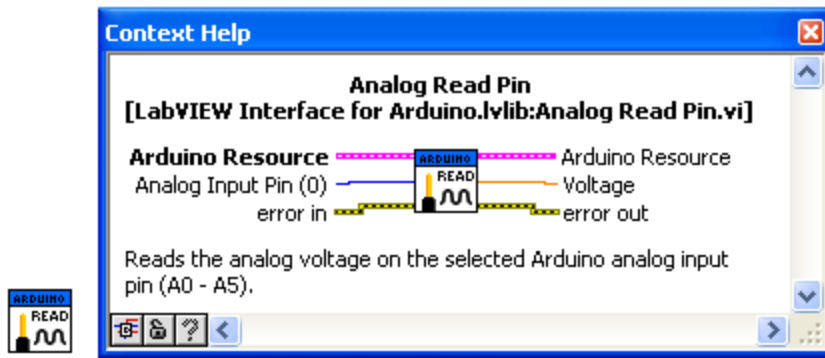 Context Help
Analog Read Pin
[LabVIEW Interface for Arduino.lvlib:Analog Read Pin.vi]
Arduino Resource ARDUINO Arduino Resource
Analog Input Pin (0) READ Voltage
error in error out
Reads the analog voltage on the selected Arduino analog input
pin (A0 - A5).
ARDUINO
READ
?